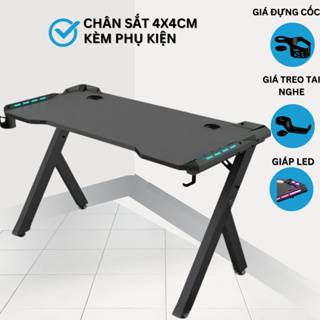 CHÂN SẮT 4X4CM
KÈM PHỤ KIỆN
GIÁ ĐỰNG CỐC
GIÁ TREO TAI
NGHE
GIÁP LED